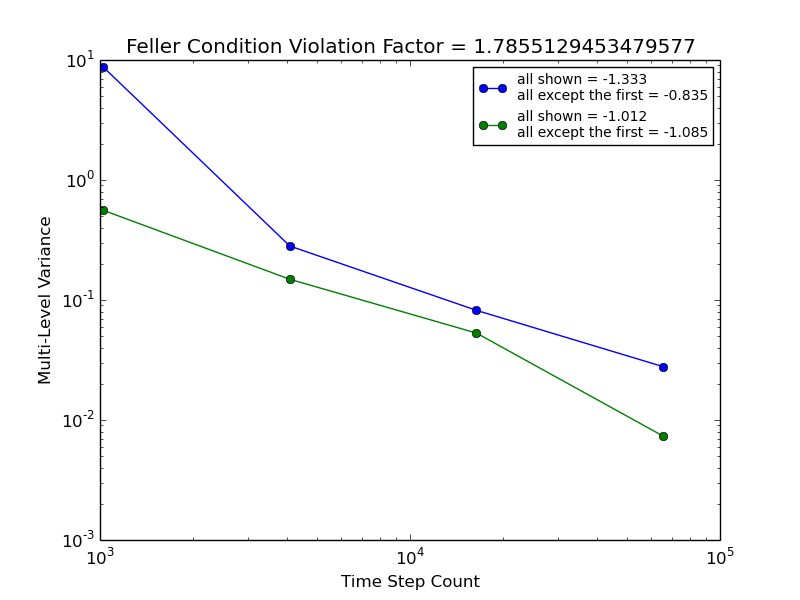 Feller Condition Violation Factor = 1.7855129453479577
all shown = -1.333
all except the first = -0.835
all shown = -1.012
all except the first = -1.085
Multi-Level Variance
10^1
10^0
10^-1
10^-2
10^-3
10^3
10^4
10^5
Time Step Count